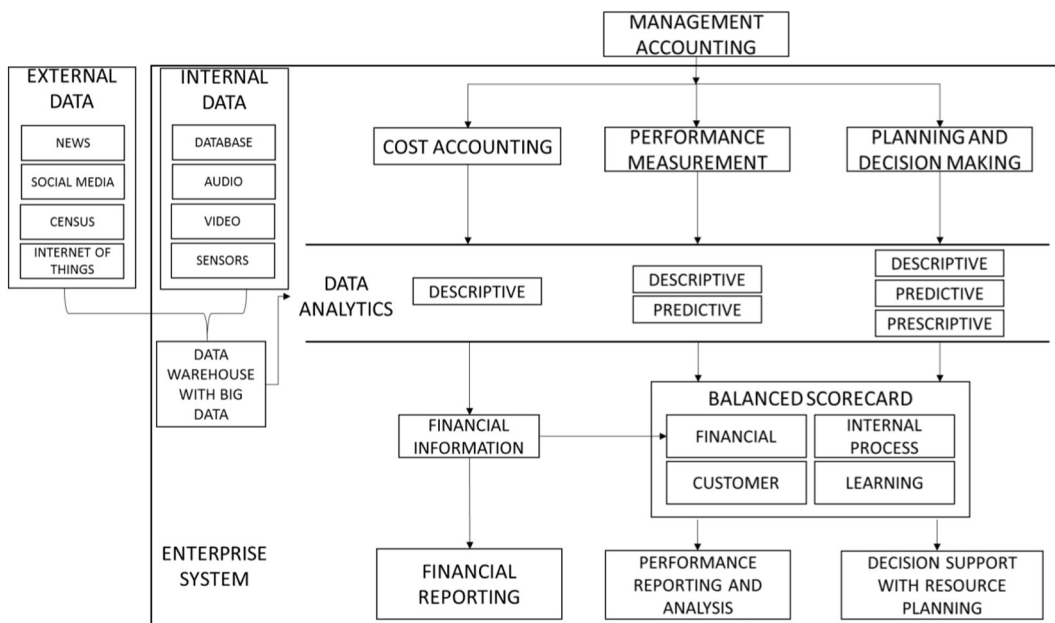 MANAGEMENT
ACCOUNTING
EXTERNAL
DATA
NEWS
SOCIAL MEDIA
CENSUS
INTERNET OF
THINGS
INTERNAL
DATA
DATABASE
AUDIO
VIDEO
SENSORS
COST ACCOUNTING
PERFORMANCE
MEASUREMENT
PLANNING AND
DECISION MAKING
DATA
ANALYTICS
DESCRIPTIVE
DESCRIPTIVE
PREDICTIVE
DESCRIPTIVE
PREDICTIVE
PRESCRIPTIVE
DATA
WAREHOUSE
WITH BIG
DATA
FINANCIAL
INFORMATION
BALANCED SCORECARD
FINANCIAL
INTERNAL
PROCESS
CUSTOMER
LEARNING
ENTERPRISE
SYSTEM
FINANCIAL
REPORTING
PERFORMANCE
REPORTING AND
ANALYSIS
DECISION SUPPORT
WITH RESOURCE
PLANNING